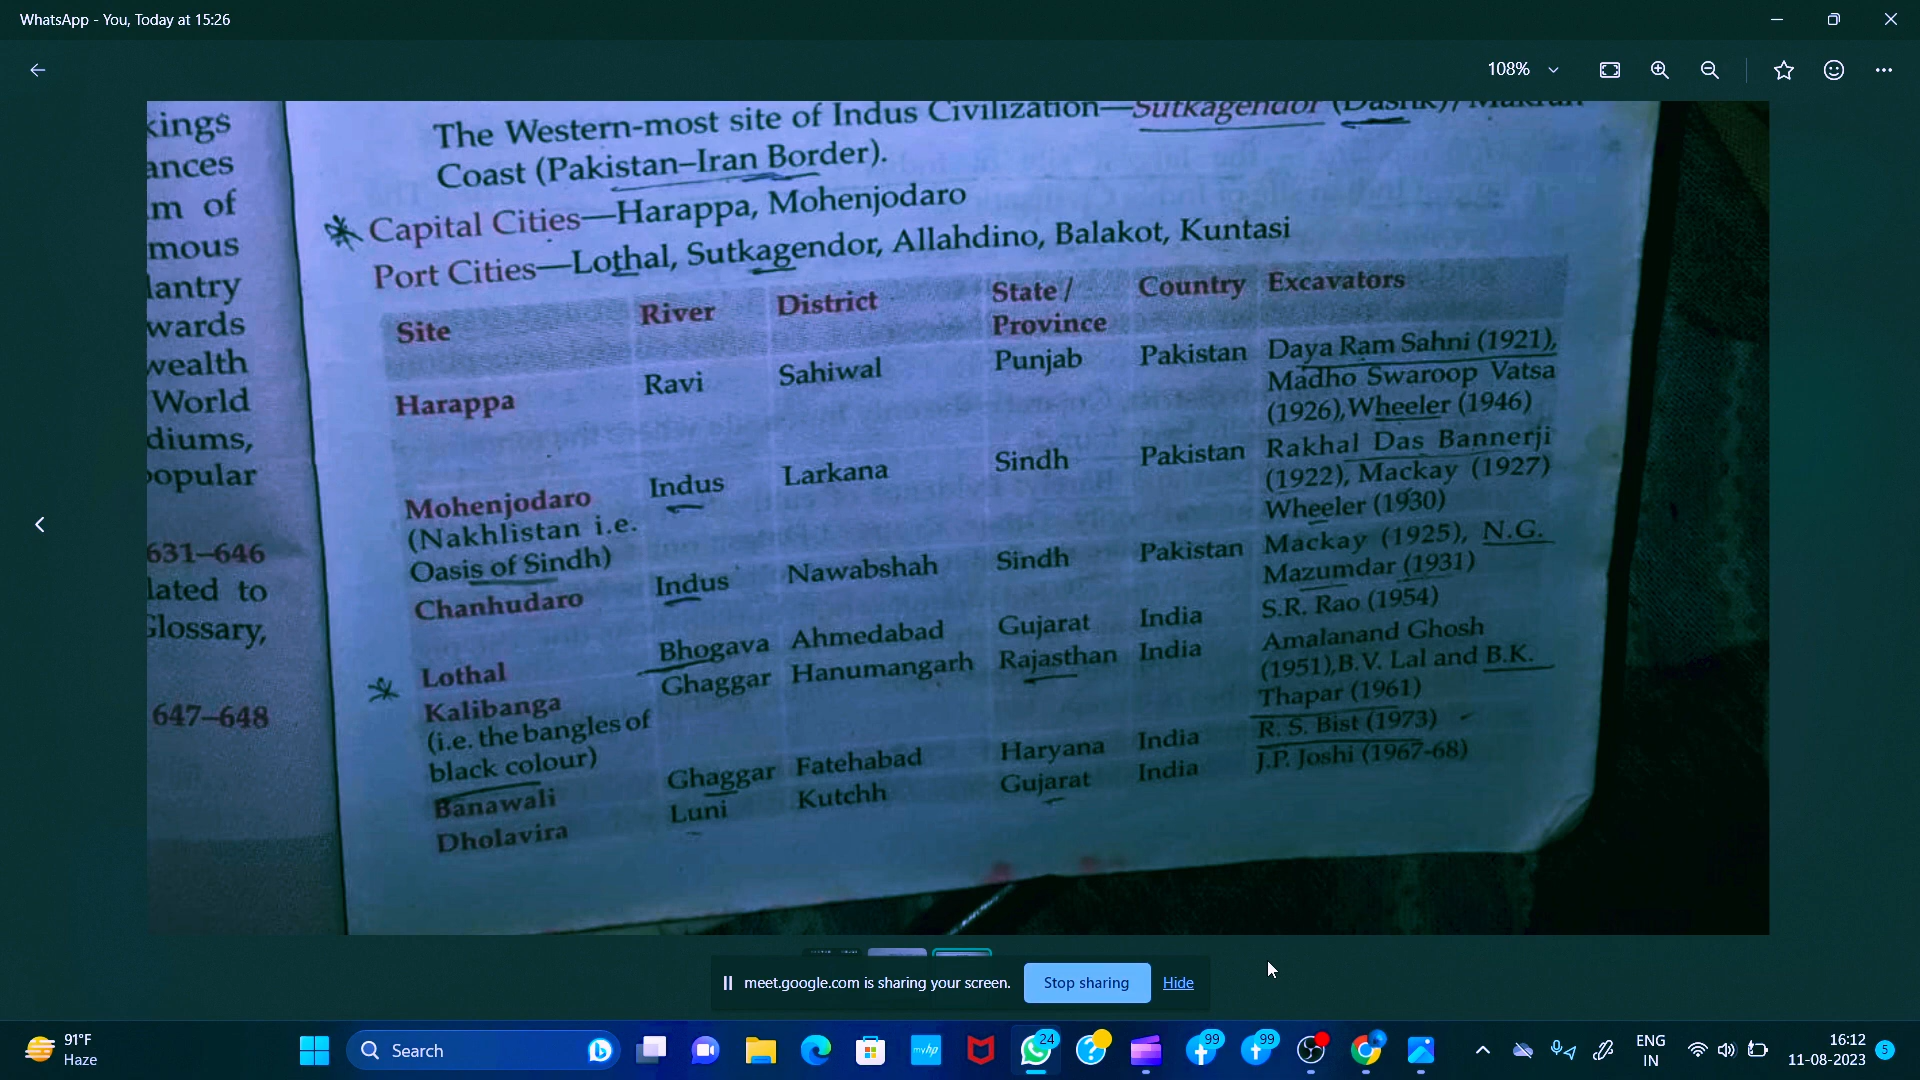 WhatsApp - You, Today at 15:26
108%
kings
ances
m of
mous
lantry
wards
wealth
World
diums,
popular
631–646
lated to
Glossary,
647–648
The Western-most site of Indus Civilization—Sutkagendor
Coast (Pakistan–Iran Border).
Capital Cities—Harappa, Mohenjodaro
Port Cities—Lothal, Sutkagendor, Allahdino, Balakot, Kuntasi
Site River District State / Province Country Excavators
Harappa Ravi Sahiwal Punjab Pakistan Daya Ram Sahni (1921),
Madho Swaroop Vatsa
(1926), Wheeler (1946)
Mohenjodaro Indus Larkana Sindh Pakistan Rakhal Das Bannerji
(Nakhlistan i.e. (1922), Mackay (1927)
Oasis of Sindh) Wheeler (1930)
Chanhudaro Indus Nawabshah Sindh Pakistan Mackay (1925), N.G.
Mazumdar (1931)
Lothal Bhogava Ahmedabad Gujarat India S.R. Rao (1954)
Kalibanga Ghaggar Hanumangarh Rajasthan India Amalanand Ghosh
(i.e. the bangles of (1951), B.V. Lal and B.K.
black colour) Thapar (1961)
Banawali Ghaggar Fatehabad Haryana India R. S. Bist (1973)
Dholavira Luni Kutchh Gujarat India J.P. Joshi (1967-68)
meet.google.com is sharing your screen. Stop sharing Hide
91°F
Haze
Search
myhp
24
99
99
ENG
IN
16:12
11-08-2023
5